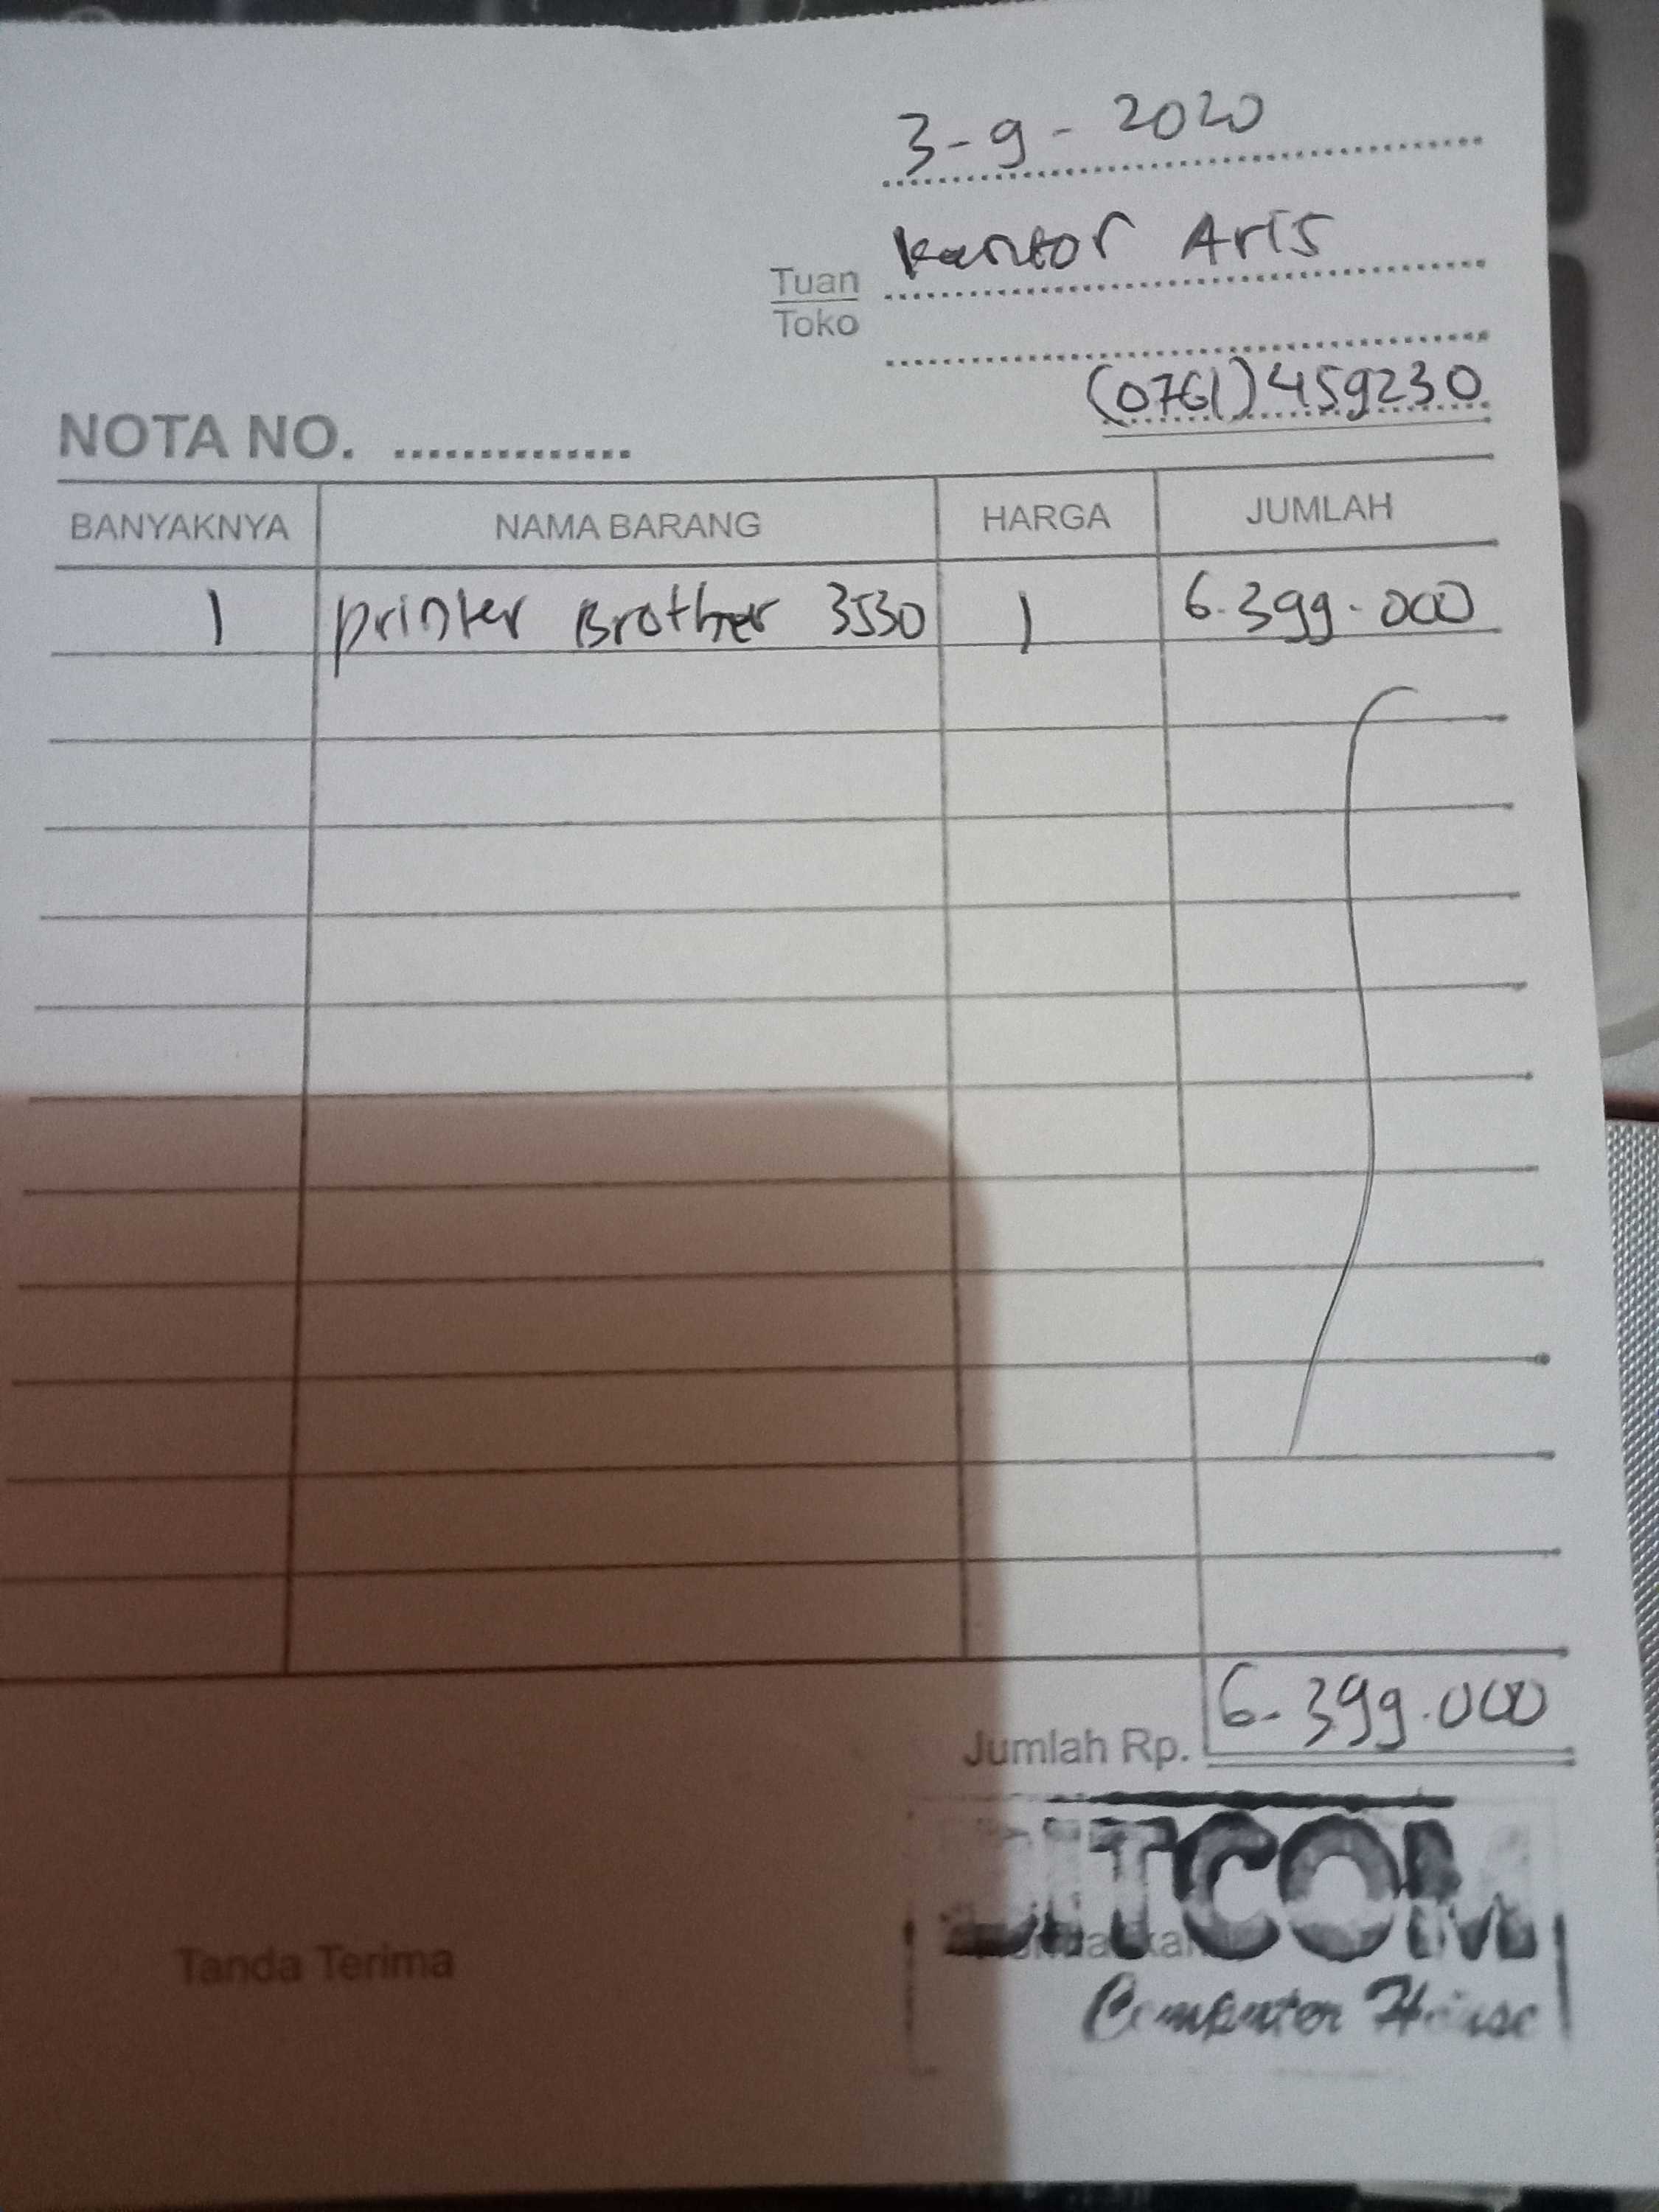 3-9-2020
Tuan kantor Aris
Toko
(0761) 459230
NOTA NO. ..............
BANYAKNYA NAMA BARANG HARGA JUMLAH
1 printer Brother 3530 1 6.399.000
Jumlah Rp. 6.399.000
Tanda Terima
Computer House